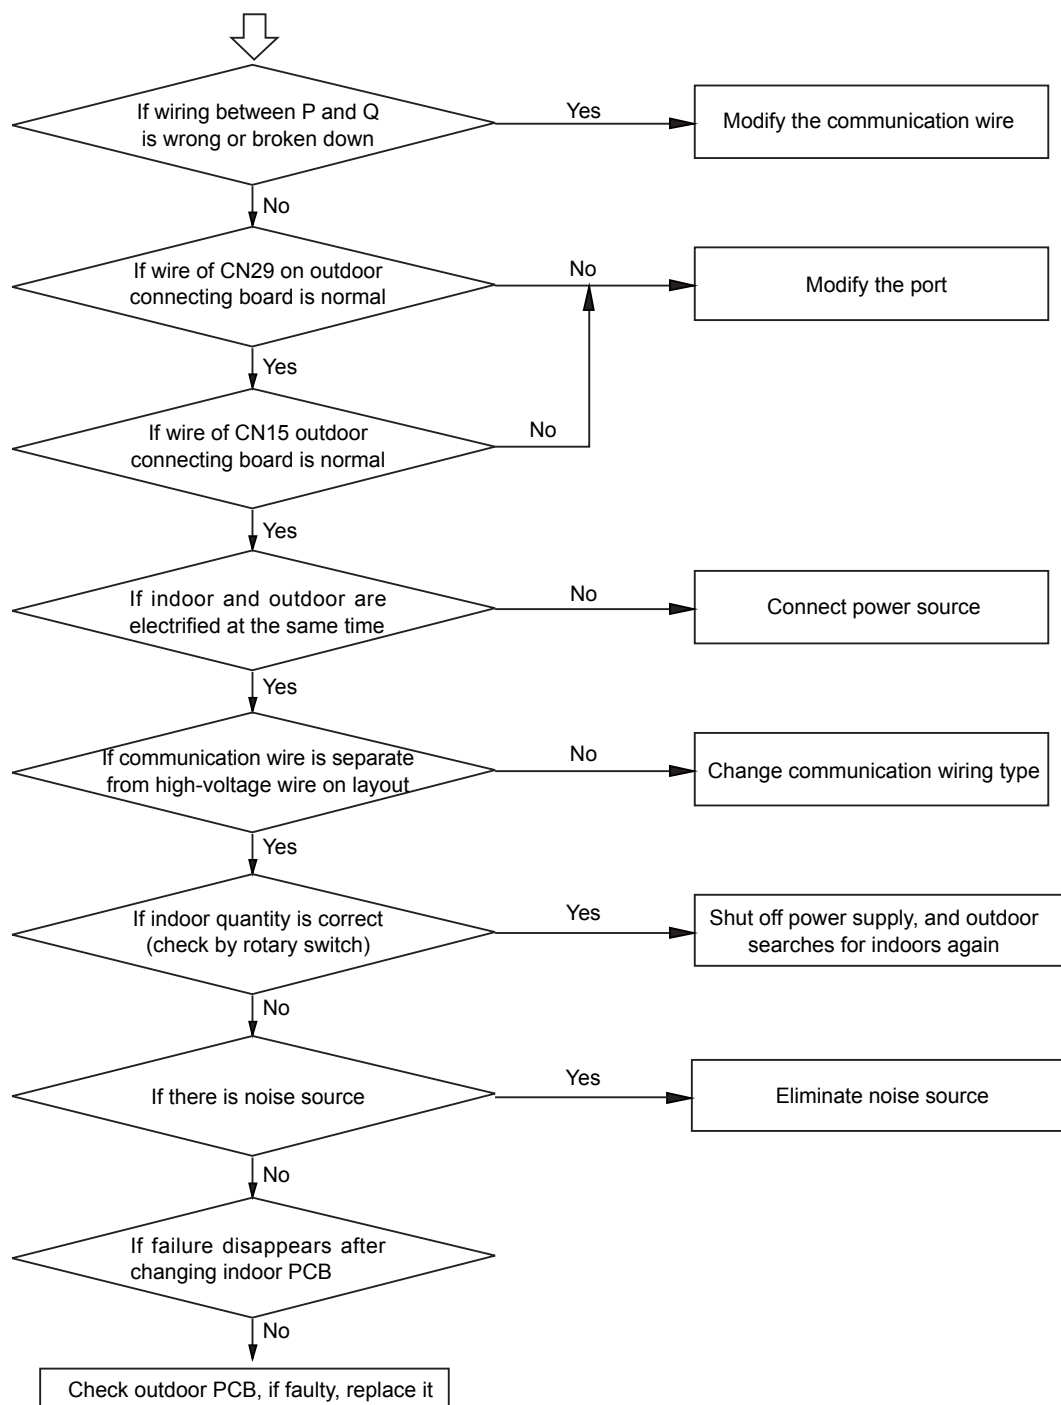 If wiring between P and Q
is wrong or broken down
Yes
Modify the communication wire
No
If wire of CN29 on outdoor
connecting board is normal
No
Modify the port
Yes
If wire of CN15 outdoor
connecting board is normal
No
Yes
If indoor and outdoor are
electrified at the same time
No
Connect power source
Yes
If communication wire is separate
from high-voltage wire on layout
No
Change communication wiring type
Yes
If indoor quantity is correct
(check by rotary switch)
Yes
Shut off power supply, and outdoor
searches for indoors again
No
If there is noise source
Yes
Eliminate noise source
No
If failure disappears after
changing indoor PCB
No
Check outdoor PCB, if faulty, replace it